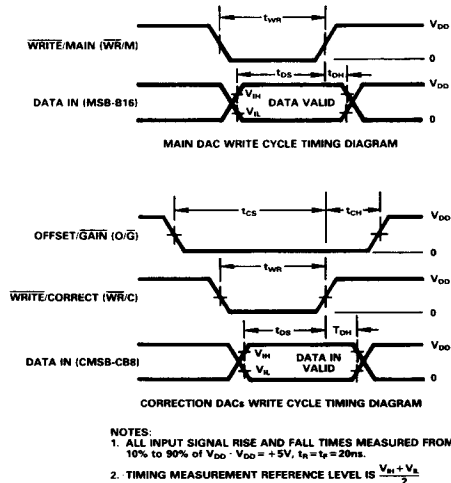 tWR
VDD
WRITE/MAIN (WR/M)
0
tDS
tDH
VDD
DATA IN (MSB-B16)
VIH
DATA VALID
VIL
0
MAIN DAC WRITE CYCLE TIMING DIAGRAM
tCS
tCH
VDD
OFFSET/GAIN (O/G)
0
tWR
VDD
WRITE/CORRECT (WR/C)
0
tDS
TDH
VDD
DATA IN (CMSB-CB8)
VIH
DATA IN
VALID
VIL
0
CORRECTION DACs WRITE CYCLE TIMING DIAGRAM
NOTES:
1. ALL INPUT SIGNAL RISE AND FALL TIMES MEASURED FROM
10% to 90% of VDD · VDD = +5V, tR = tF = 20ns.
2. TIMING MEASUREMENT REFERENCE LEVEL IS VIH + VIL
2